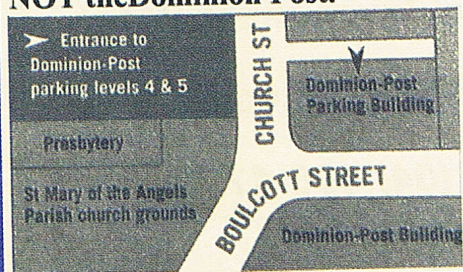 NOT theDominion Post.
Entrance to
Dominion-Post
parking levels 4 & 5
CHURCH ST
Dominion-Post
Parking Building
Presbytery
St Mary of the Angels
Parish church grounds
BOULCOTT STREET
Dominion-Post Building